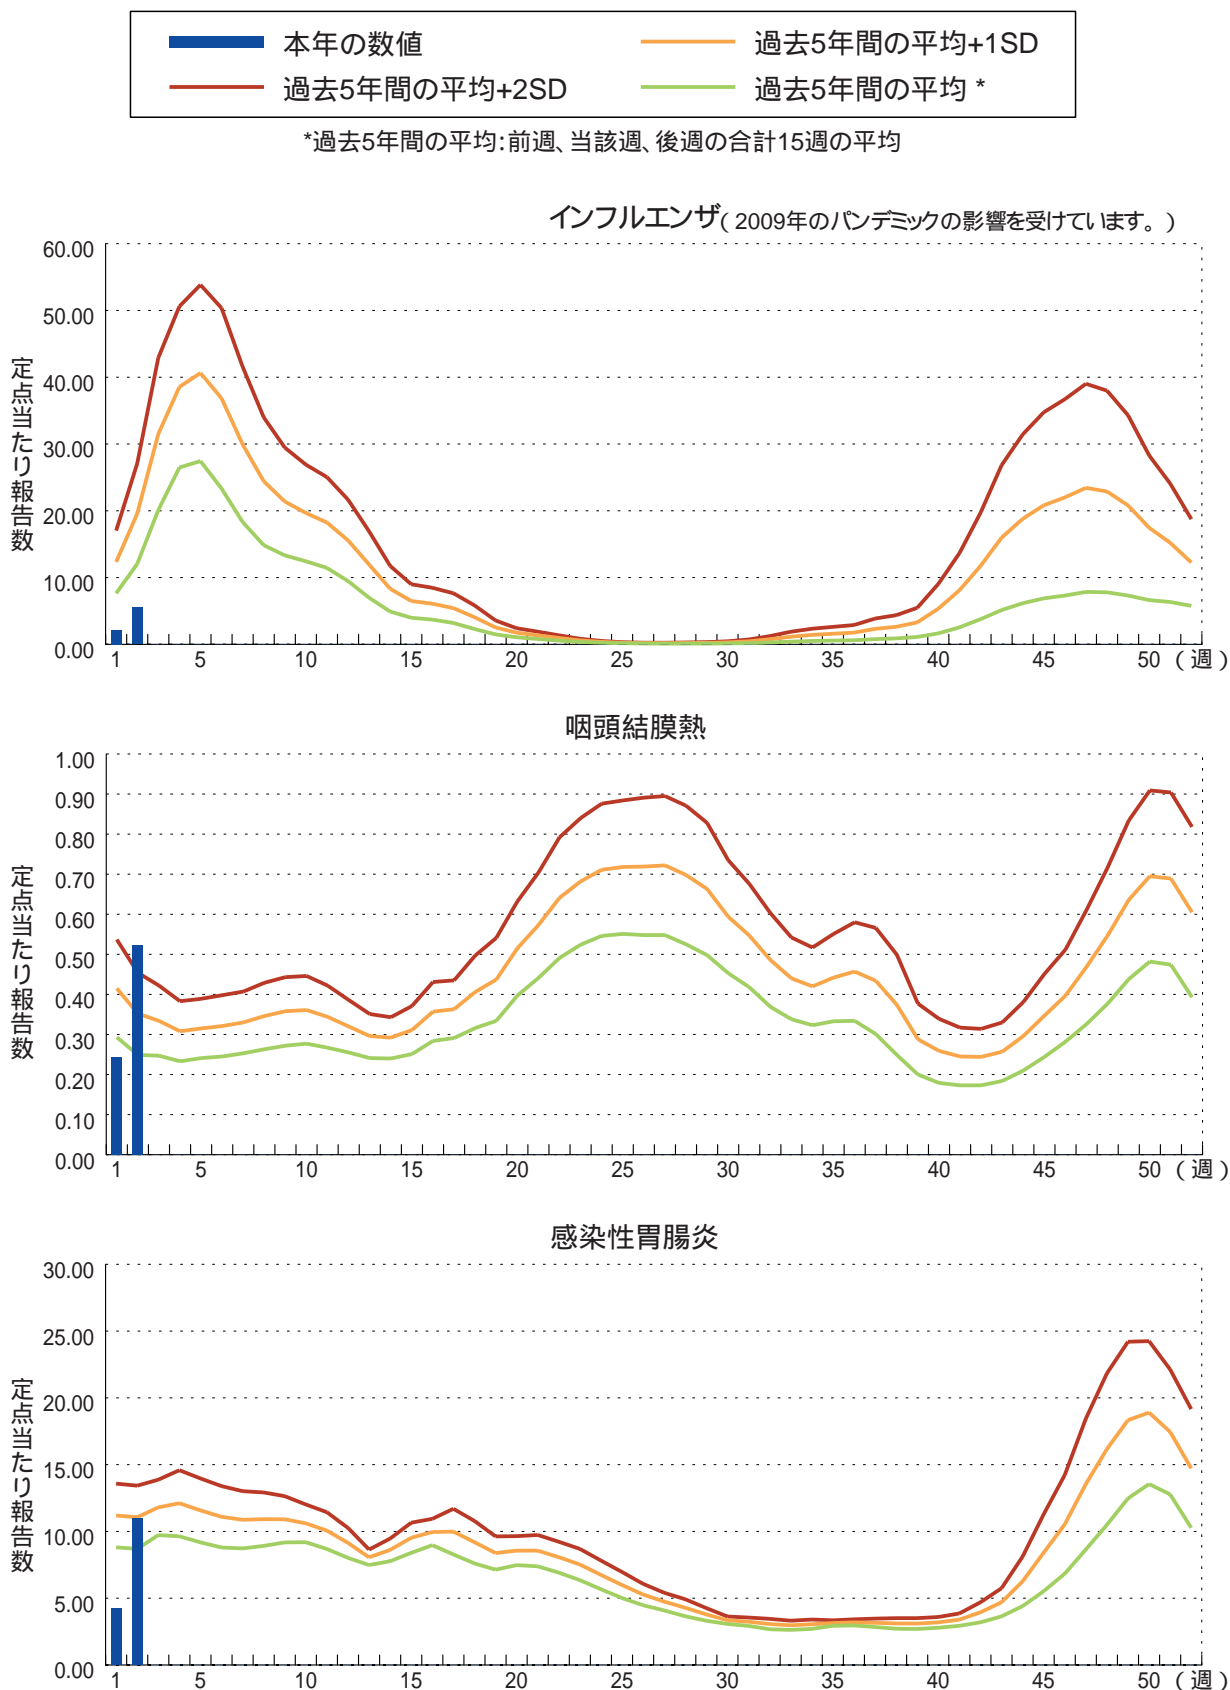 本年の数値
過去5年間の平均+1SD
過去5年間の平均+2SD
過去5年間の平均 *
*過去5年間の平均:前週、当該週、後週の合計15週の平均
インフルエンザ( 2009年のパンデミックの影響を受けています。 )
定点当たり報告数
60.00
50.00
40.00
30.00
20.00
10.00
0.00
1 5 10 15 20 25 30 35 40 45 50 (週)
咽頭結膜熱
定点当たり報告数
1.00
0.90
0.80
0.70
0.60
0.50
0.40
0.30
0.20
0.10
0.00
1 5 10 15 20 25 30 35 40 45 50 (週)
感染性胃腸炎
定点当たり報告数
30.00
25.00
20.00
15.00
10.00
5.00
0.00
1 5 10 15 20 25 30 35 40 45 50 (週)